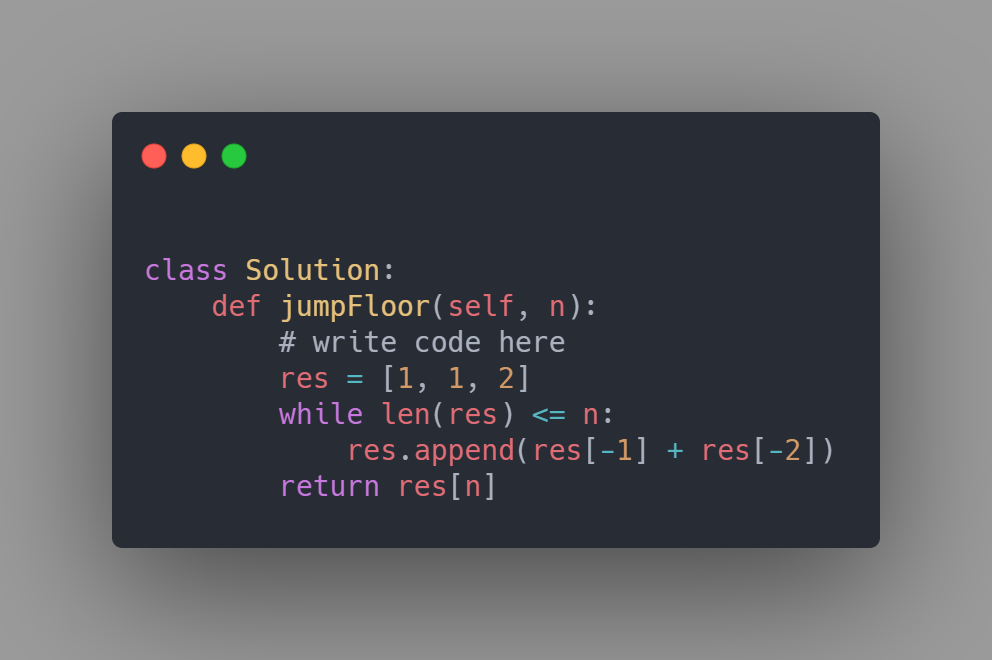 class Solution:
    def jumpFloor(self, n):
        # write code here
        res = [1, 1, 2]
        while len(res) <= n:
            res.append(res[-1] + res[-2])
        return res[n]